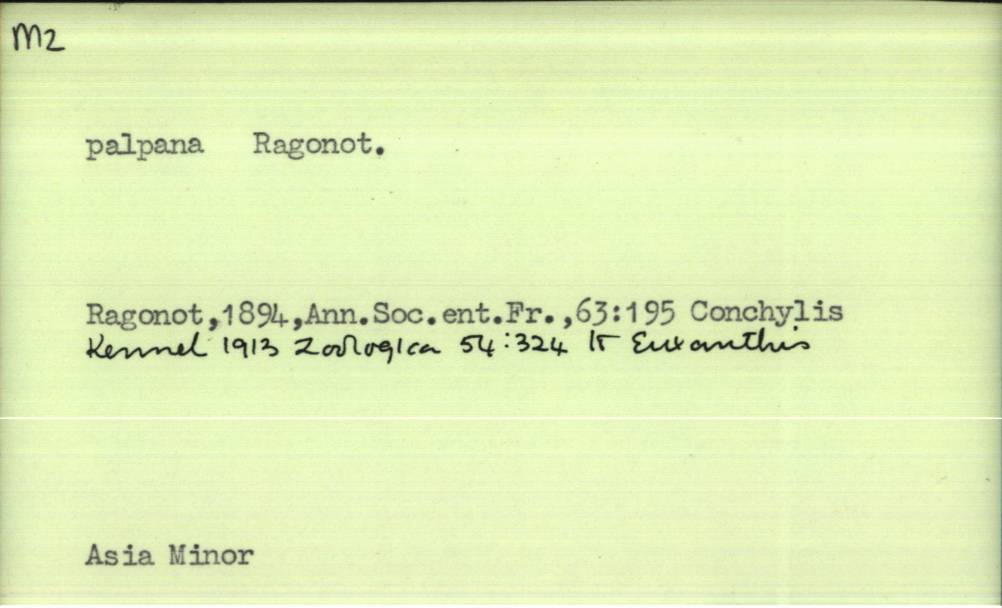 M2
palpana Ragonot.
Ragonot,1894,Ann.Soc.ent.Fr.,63:195 Conchylis
Kennel 1913 Zoologica 54:324 Euxanthis
Asia Minor